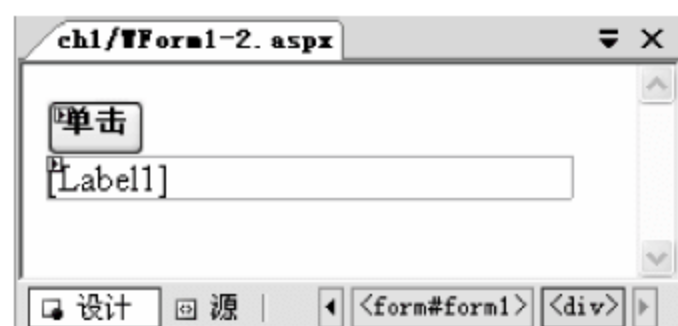 ch1/WForm1-2.aspx
单击
[Label1]
设计 源 <form#form1> <div>